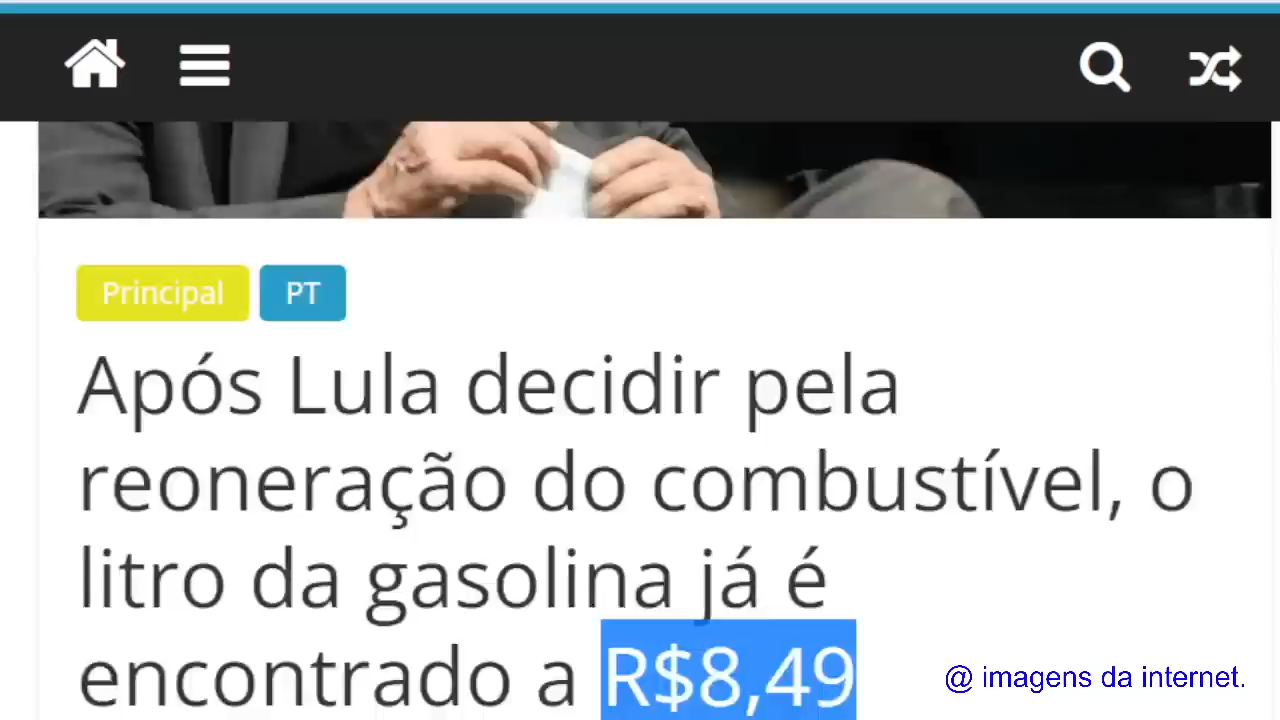 Principal PT
Após Lula decidir pela
reoneração do combustível, o
litro da gasolina já é
encontrado a R$8,49
@ imagens da internet.